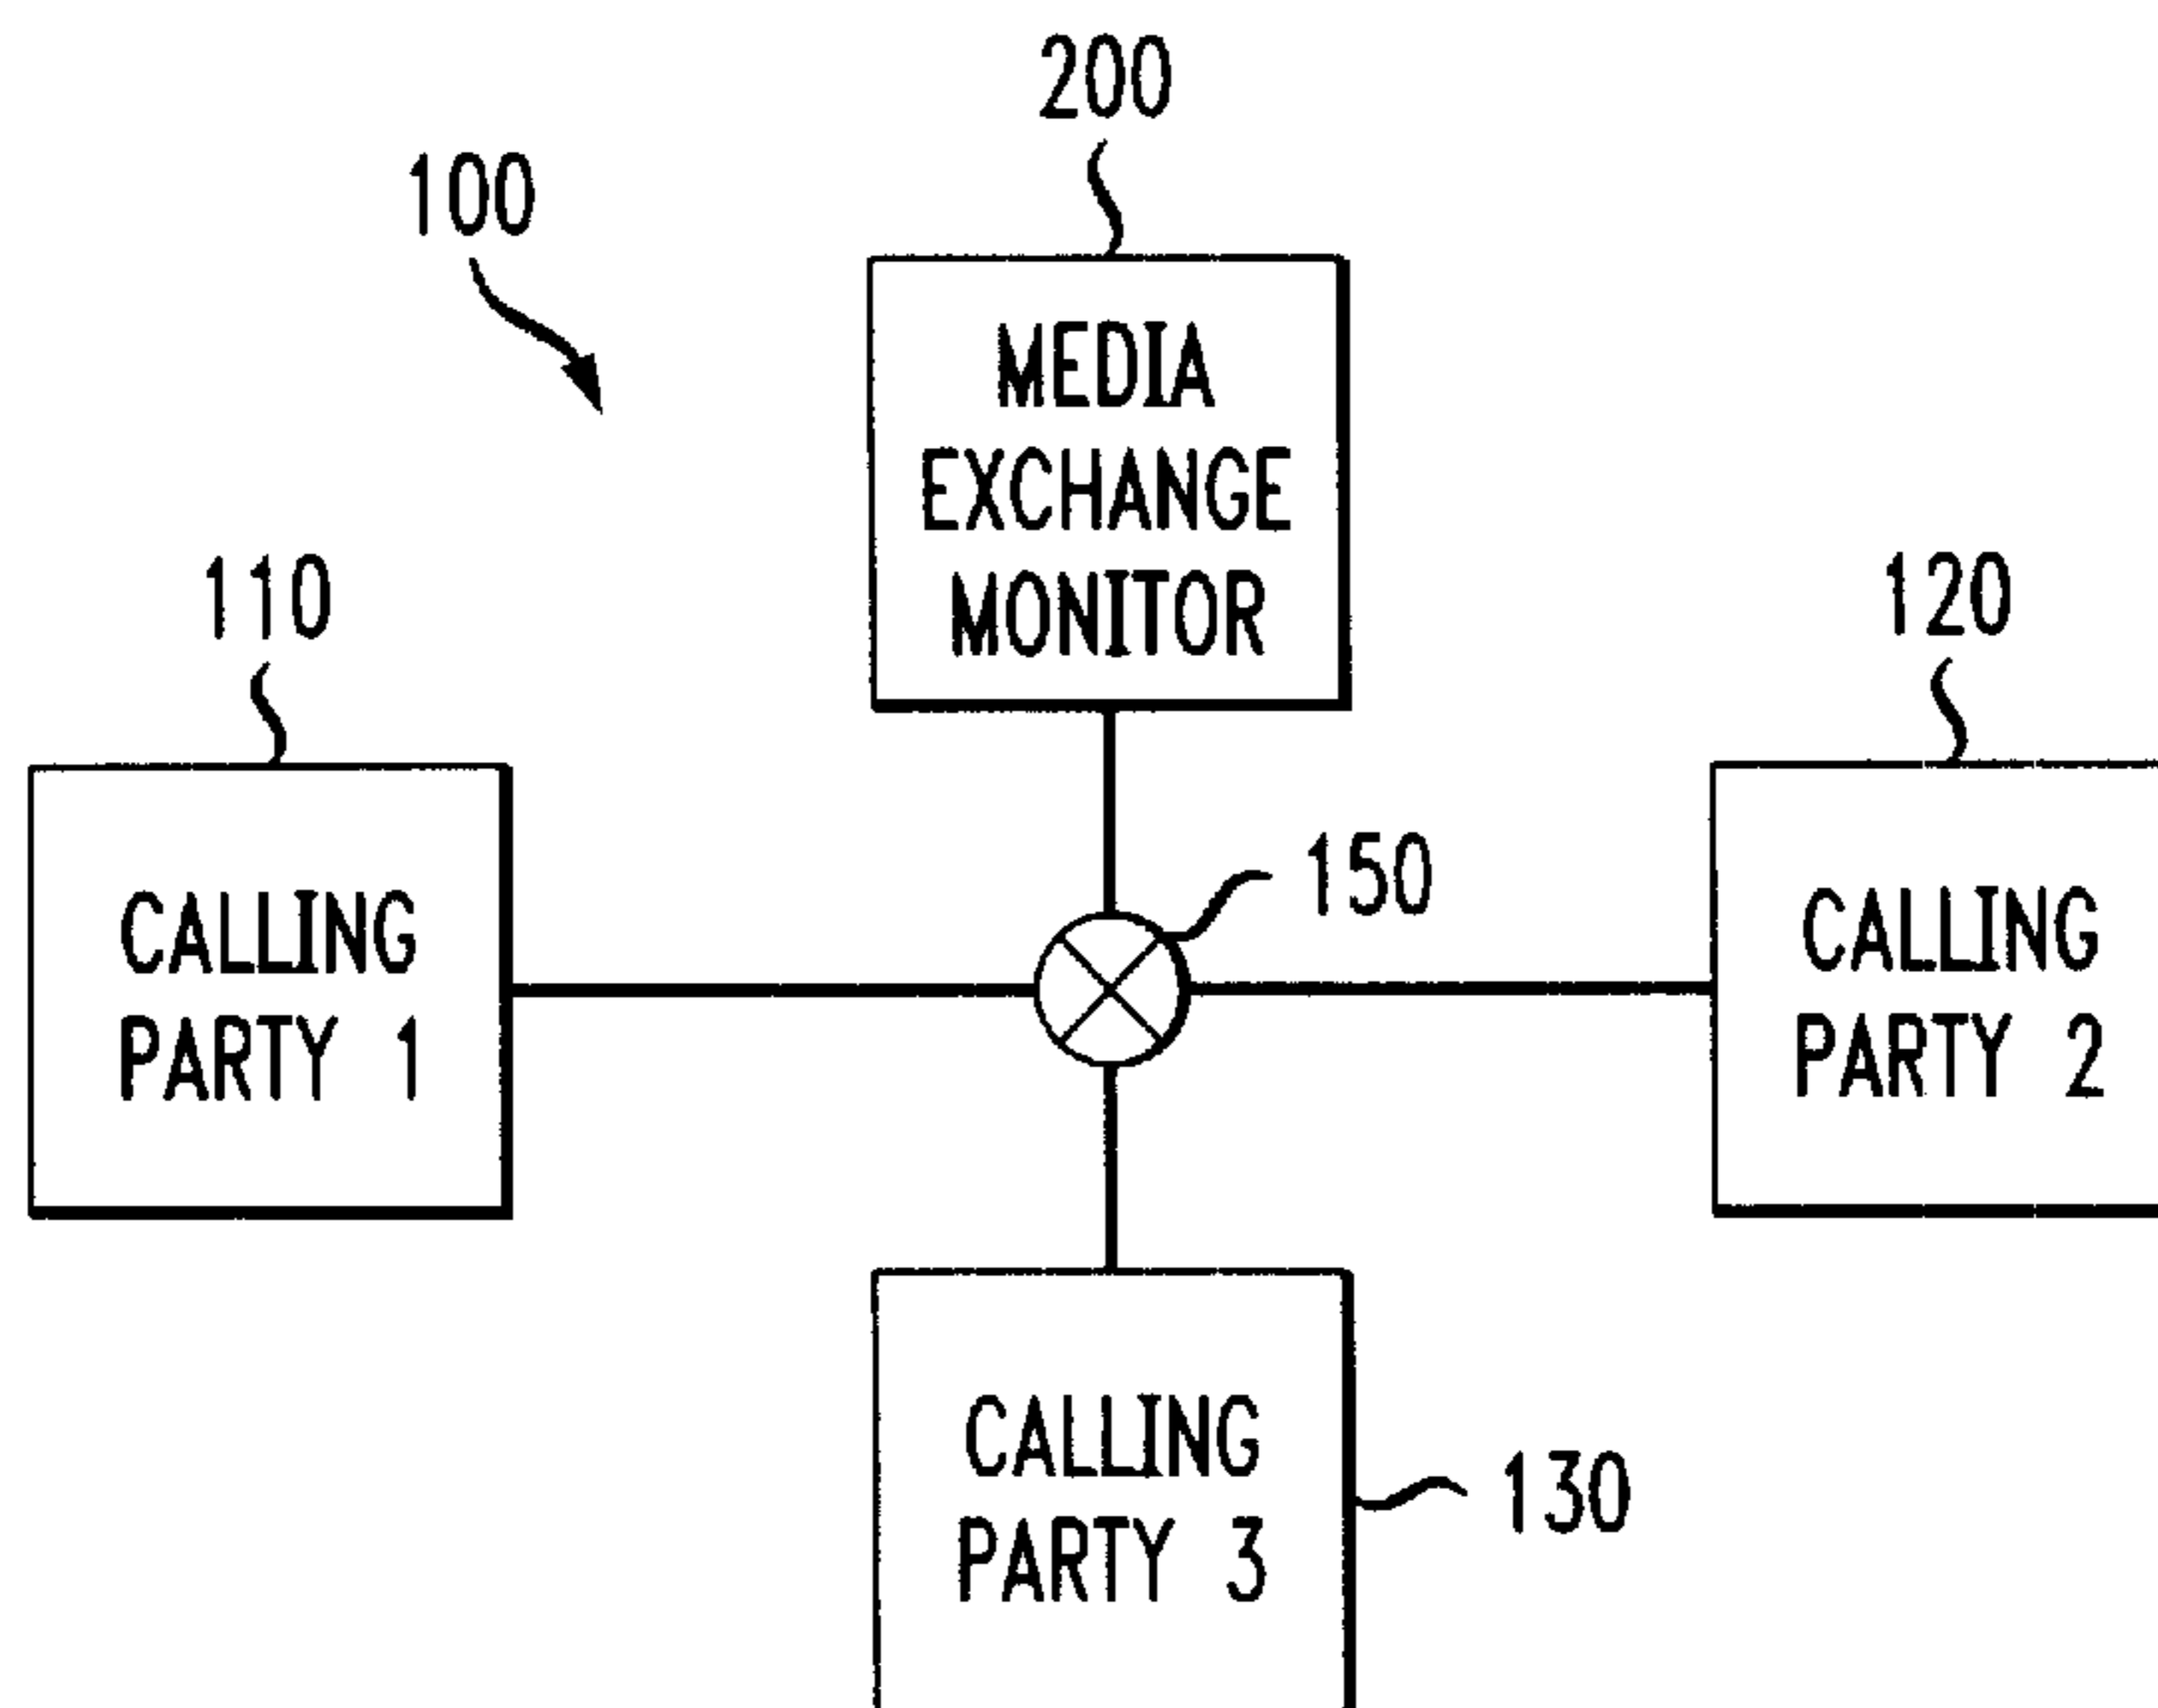 200
100
MEDIA
EXCHANGE
MONITOR
110
120
150
CALLING
PARTY 1
CALLING
PARTY 2
CALLING
PARTY 3
130